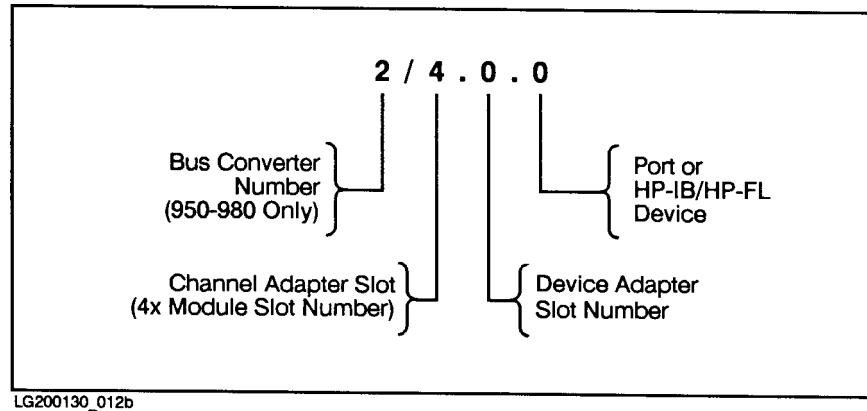 2 / 4 . 0 . 0
Bus Converter
Number
(950-980 Only)
Port or
HP-IB/HP-FL
Device
Channel Adapter Slot
(4x Module Slot Number)
Device Adapter
Slot Number
LG200130_012b